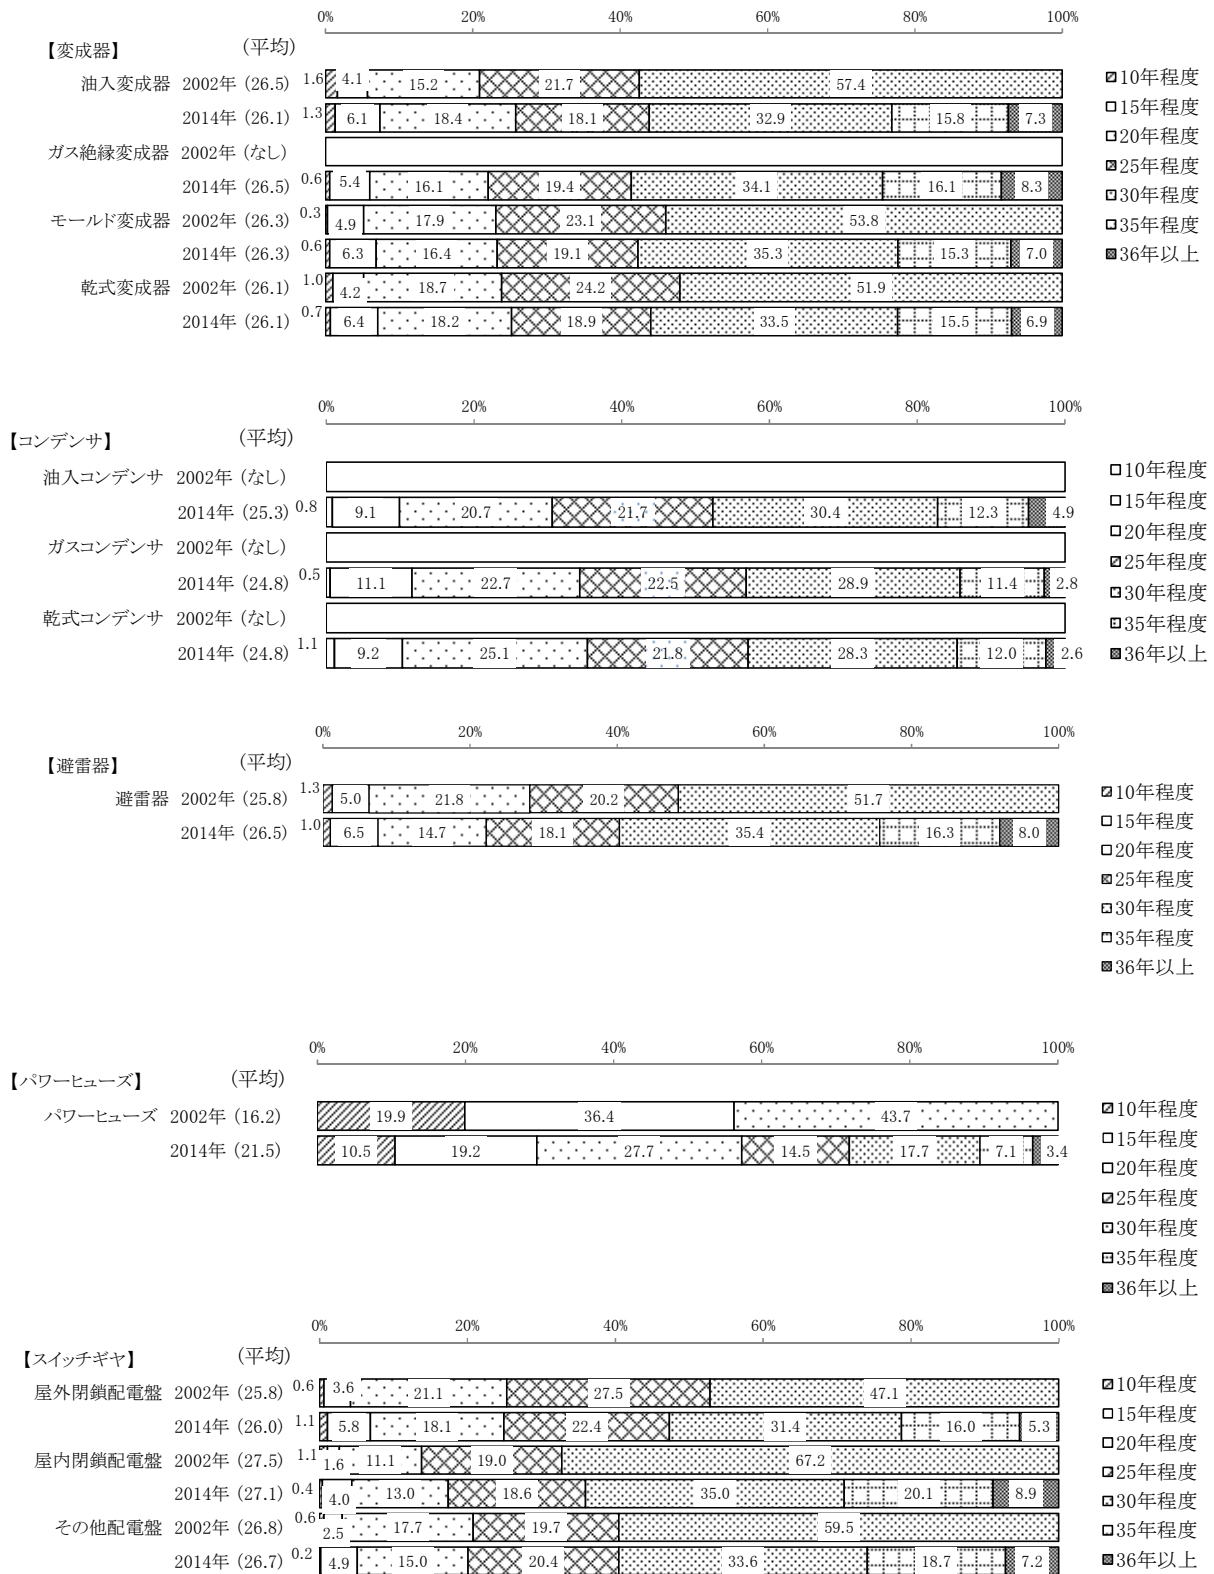 0% 20% 40% 60% 80% 100%
【変成器】 (平均)
油入変成器 2002年 (26.5) 1.6 4.1 15.2 21.7 57.4
2014年 (26.1) 1.3 6.1 18.4 18.1 32.9 15.8 7.3
ガス絶縁変成器 2002年 (なし)
2014年 (26.5) 0.6 5.4 16.1 19.4 34.1 16.1 8.3
モールド変成器 2002年 (26.3) 0.3 4.9 17.9 23.1 53.8
2014年 (26.3) 0.6 6.3 16.4 19.1 35.3 15.3 7.0
乾式変成器 2002年 (26.1) 1.0 4.2 18.7 24.2 51.9
2014年 (26.1) 0.7 6.4 18.2 18.9 33.5 15.5 6.9
10年程度
15年程度
20年程度
25年程度
30年程度
35年程度
36年以上
0% 20% 40% 60% 80% 100%
【コンデンサ】 (平均)
油入コンデンサ 2002年 (なし)
2014年 (25.3) 0.8 9.1 20.7 21.7 30.4 12.3 4.9
ガスコンデンサ 2002年 (なし)
2014年 (24.8) 0.5 11.1 22.7 22.5 28.9 11.4 2.8
乾式コンデンサ 2002年 (なし)
2014年 (24.8) 1.1 9.2 25.1 21.8 28.3 12.0 2.6
10年程度
15年程度
20年程度
25年程度
30年程度
35年程度
36年以上
0% 20% 40% 60% 80% 100%
【避雷器】 (平均)
避雷器 2002年 (25.8) 1.3 5.0 21.8 20.2 51.7
2014年 (26.5) 1.0 6.5 14.7 18.1 35.4 16.3 8.0
10年程度
15年程度
20年程度
25年程度
30年程度
35年程度
36年以上
0% 20% 40% 60% 80% 100%
【パワーヒューズ】 (平均)
パワーヒューズ 2002年 (16.2) 19.9 36.4 43.7
2014年 (21.5) 10.5 19.2 27.7 14.5 17.7 7.1 3.4
10年程度
15年程度
20年程度
25年程度
30年程度
35年程度
36年以上
0% 20% 40% 60% 80% 100%
【スイッチギヤ】 (平均)
屋外閉鎖配電盤 2002年 (25.8) 0.6 3.6 21.1 27.5 47.1
2014年 (26.0) 1.1 5.8 18.1 22.4 31.4 16.0 5.3
屋内閉鎖配電盤 2002年 (27.5) 1.1 1.6 11.1 19.0 67.2
2014年 (27.1) 0.4 4.0 13.0 18.6 35.0 20.1 8.9
その他配電盤 2002年 (26.8) 0.6 2.5 17.7 19.7 59.5
2014年 (26.7) 0.2 4.9 15.0 20.4 33.6 18.7 7.2
10年程度
15年程度
20年程度
25年程度
30年程度
35年程度
36年以上